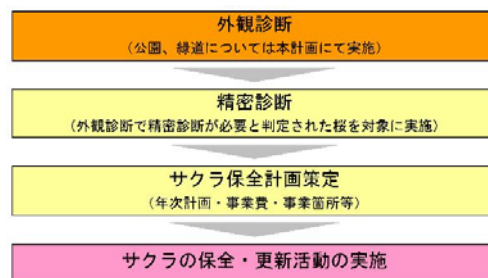 外観診断
(公園、緑道については本計画にて実施)
精密診断
(外観診断で精密診断が必要と判定された桜を対象に実施)
サクラ保全計画策定
(年次計画・事業費・事業箇所等)
サクラの保全・更新活動の実施